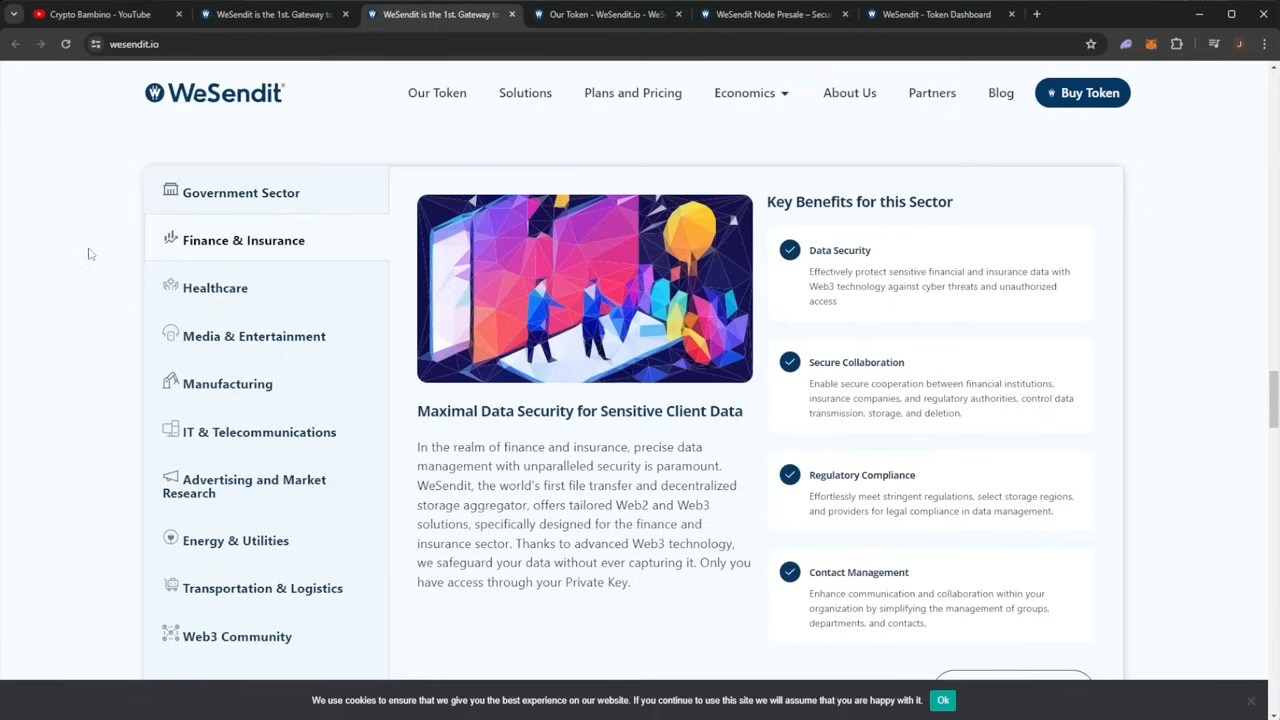 Crypto Bambino - YouTube
WeSendit is the 1st. Gateway to
WeSendit is the 1st. Gateway to
Our Token - WeSendit.io - WeS
WeSendit Node Presale – Secu
WeSendit - Token Dashboard
wesendit.io
J
WeSendit
Our Token
Solutions
Plans and Pricing
Economics
About Us
Partners
Blog
Buy Token
Government Sector
Finance & Insurance
Healthcare
Media & Entertainment
Manufacturing
IT & Telecommunications
Advertising and Market
Research
Energy & Utilities
Transportation & Logistics
Web3 Community
Maximal Data Security for Sensitive Client Data
In the realm of finance and insurance, precise data
management with unparalleled security is paramount.
WeSendit, the world's first file transfer and decentralized
storage aggregator, offers tailored Web2 and Web3
solutions, specifically designed for the finance and
insurance sector. Thanks to advanced Web3 technology,
we safeguard your data without ever capturing it. Only you
have access through your Private Key.
Key Benefits for this Sector
Data Security
Effectively protect sensitive financial and insurance data with
Web3 technology against cyber threats and unauthorized
access
Secure Collaboration
Enable secure cooperation between financial institutions,
insurance companies, and regulatory authorities, control data
transmission, storage, and deletion.
Regulatory Compliance
Effortlessly meet stringent regulations, select storage regions,
and providers for legal compliance in data management.
Contact Management
Enhance communication and collaboration within your
organization by simplifying the management of groups,
departments, and contacts.
We use cookies to ensure that we give you the best experience on our website. If you continue to use this site we will assume that you are happy with it.
Ok